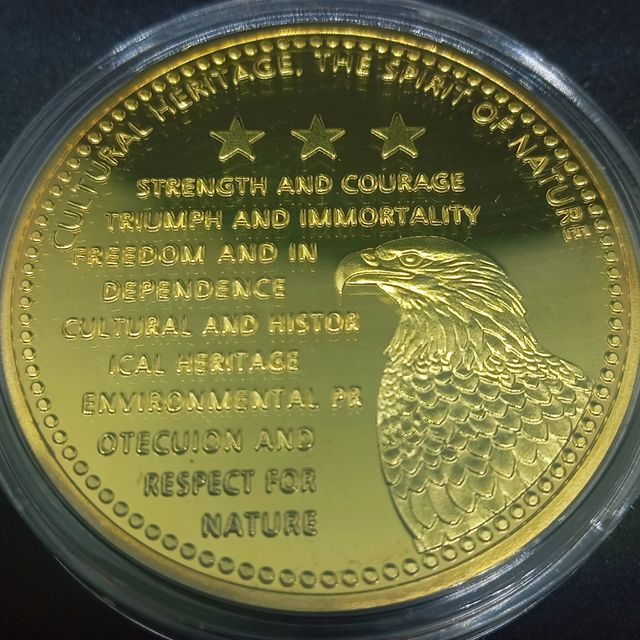 CULTURAL HERITAGE, THE SPIRIT OF NATURE
STRENGTH AND COURAGE
TRIUMPH AND IMMORTALITY
FREEDOM AND IN
DEPENDENCE
CULTURAL AND HISTOR
ICAL HERITAGE
ENVIRONMENTAL PR
OTECUION AND
RESPECT FOR
NATURE